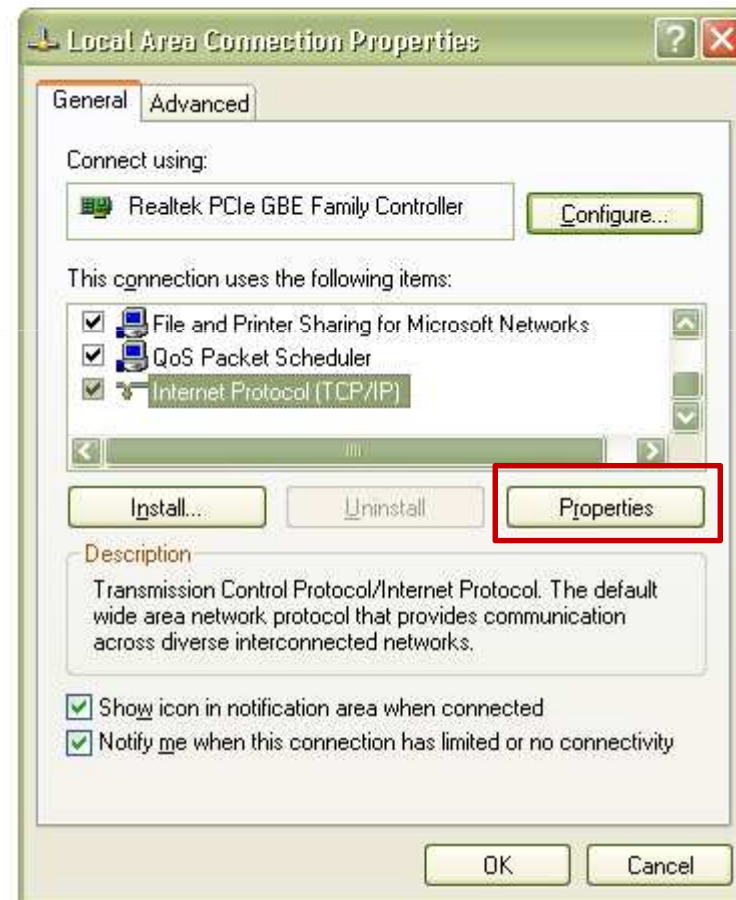 Local Area Connection Properties
General
Advanced
Connect using:
Realtek PCIe GBE Family Controller
Configure...
This connection uses the following items:
File and Printer Sharing for Microsoft Networks
QoS Packet Scheduler
Internet Protocol (TCP/IP)
Install...
Uninstall
Properties
Description
Transmission Control Protocol/Internet Protocol. The default
wide area network protocol that provides communication
across diverse interconnected networks.
Show icon in notification area when connected
Notify me when this connection has limited or no connectivity
OK
Cancel